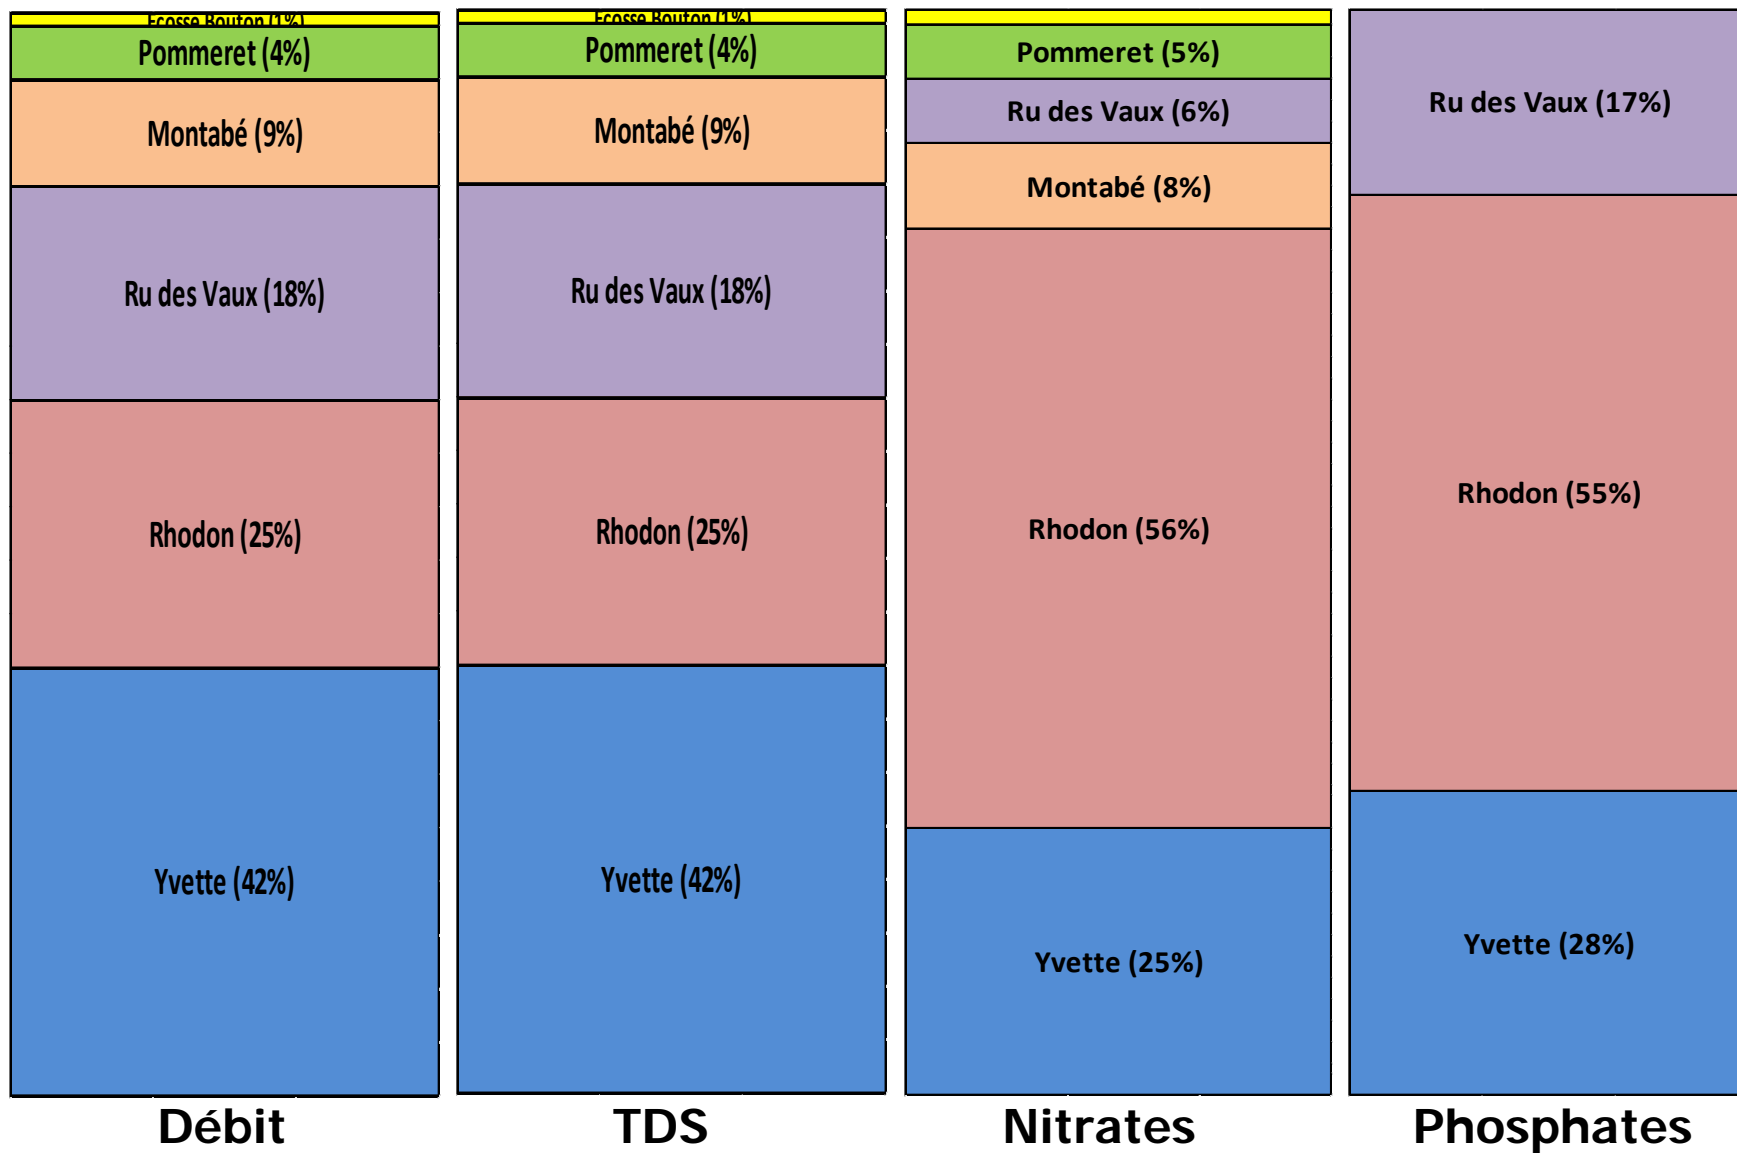 Ecosse Bouton (1%)
Pommeret (4%)
Montabé (9%)
Ru des Vaux (18%)
Rhodon (25%)
Yvette (42%)
Débit
Ecosse Bouton (1%)
Pommeret (4%)
Montabé (9%)
Ru des Vaux (18%)
Rhodon (25%)
Yvette (42%)
TDS
Pommeret (5%)
Ru des Vaux (6%)
Montabé (8%)
Rhodon (56%)
Yvette (25%)
Nitrates
Ru des Vaux (17%)
Rhodon (55%)
Yvette (28%)
Phosphates